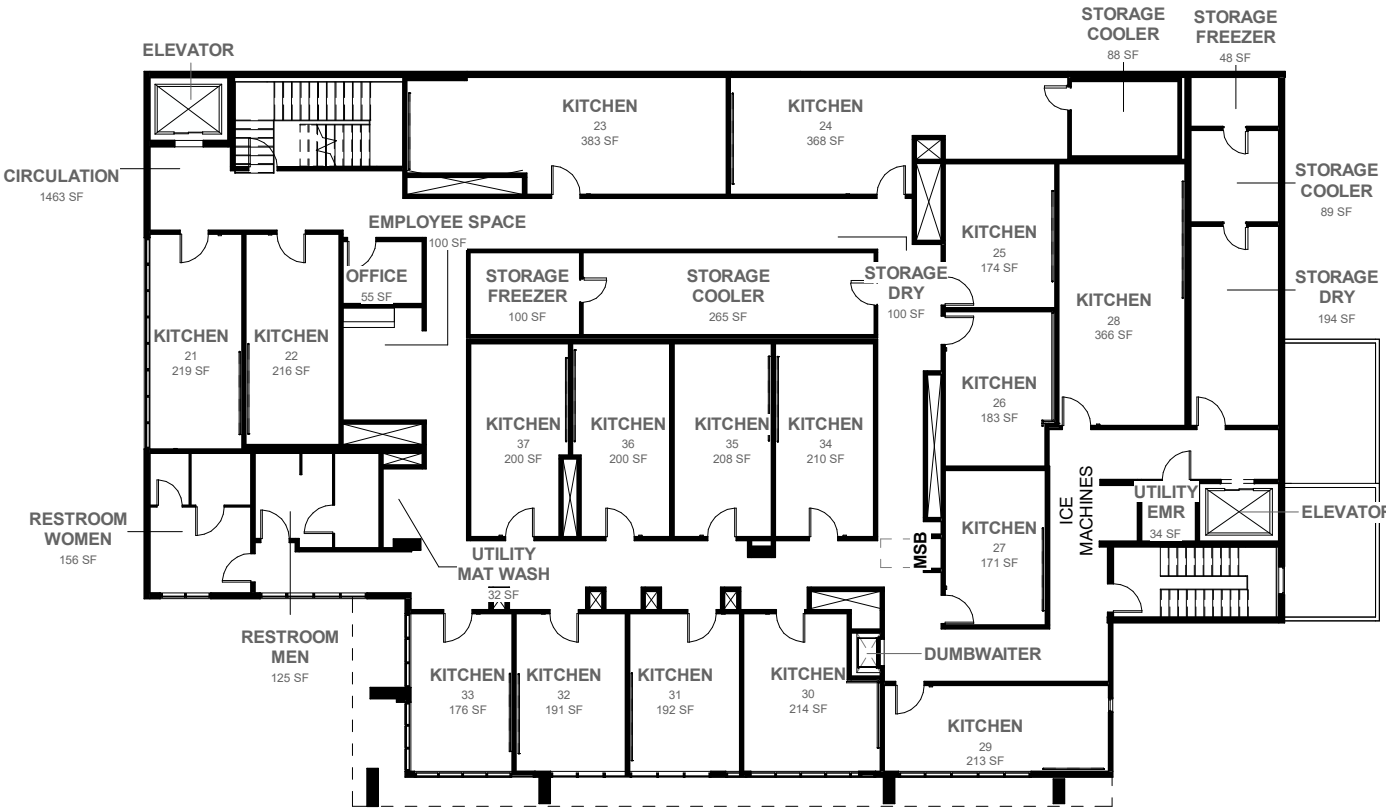 STORAGE
COOLER
88 SF
STORAGE
FREEZER
48 SF
ELEVATOR
KITCHEN
23
383 SF
KITCHEN
24
368 SF
CIRCULATION
1463 SF
STORAGE
COOLER
89 SF
EMPLOYEE SPACE
100 SF
KITCHEN
25
174 SF
OFFICE
55 SF
STORAGE
FREEZER
100 SF
STORAGE
COOLER
265 SF
STORAGE
DRY
100 SF
KITCHEN
28
366 SF
STORAGE
DRY
194 SF
KITCHEN
21
219 SF
KITCHEN
22
216 SF
KITCHEN
26
183 SF
KITCHEN
37
200 SF
KITCHEN
36
200 SF
KITCHEN
35
208 SF
KITCHEN
34
210 SF
RESTROOM
WOMEN
156 SF
UTILITY
MAT WASH
32 SF
MSB
KITCHEN
27
171 SF
ICE
MACHINES
UTILITY
EMR
34 SF
ELEVATOR
RESTROOM
MEN
125 SF
DUMBWAITER
KITCHEN
33
176 SF
KITCHEN
32
191 SF
KITCHEN
31
192 SF
KITCHEN
30
214 SF
KITCHEN
29
213 SF